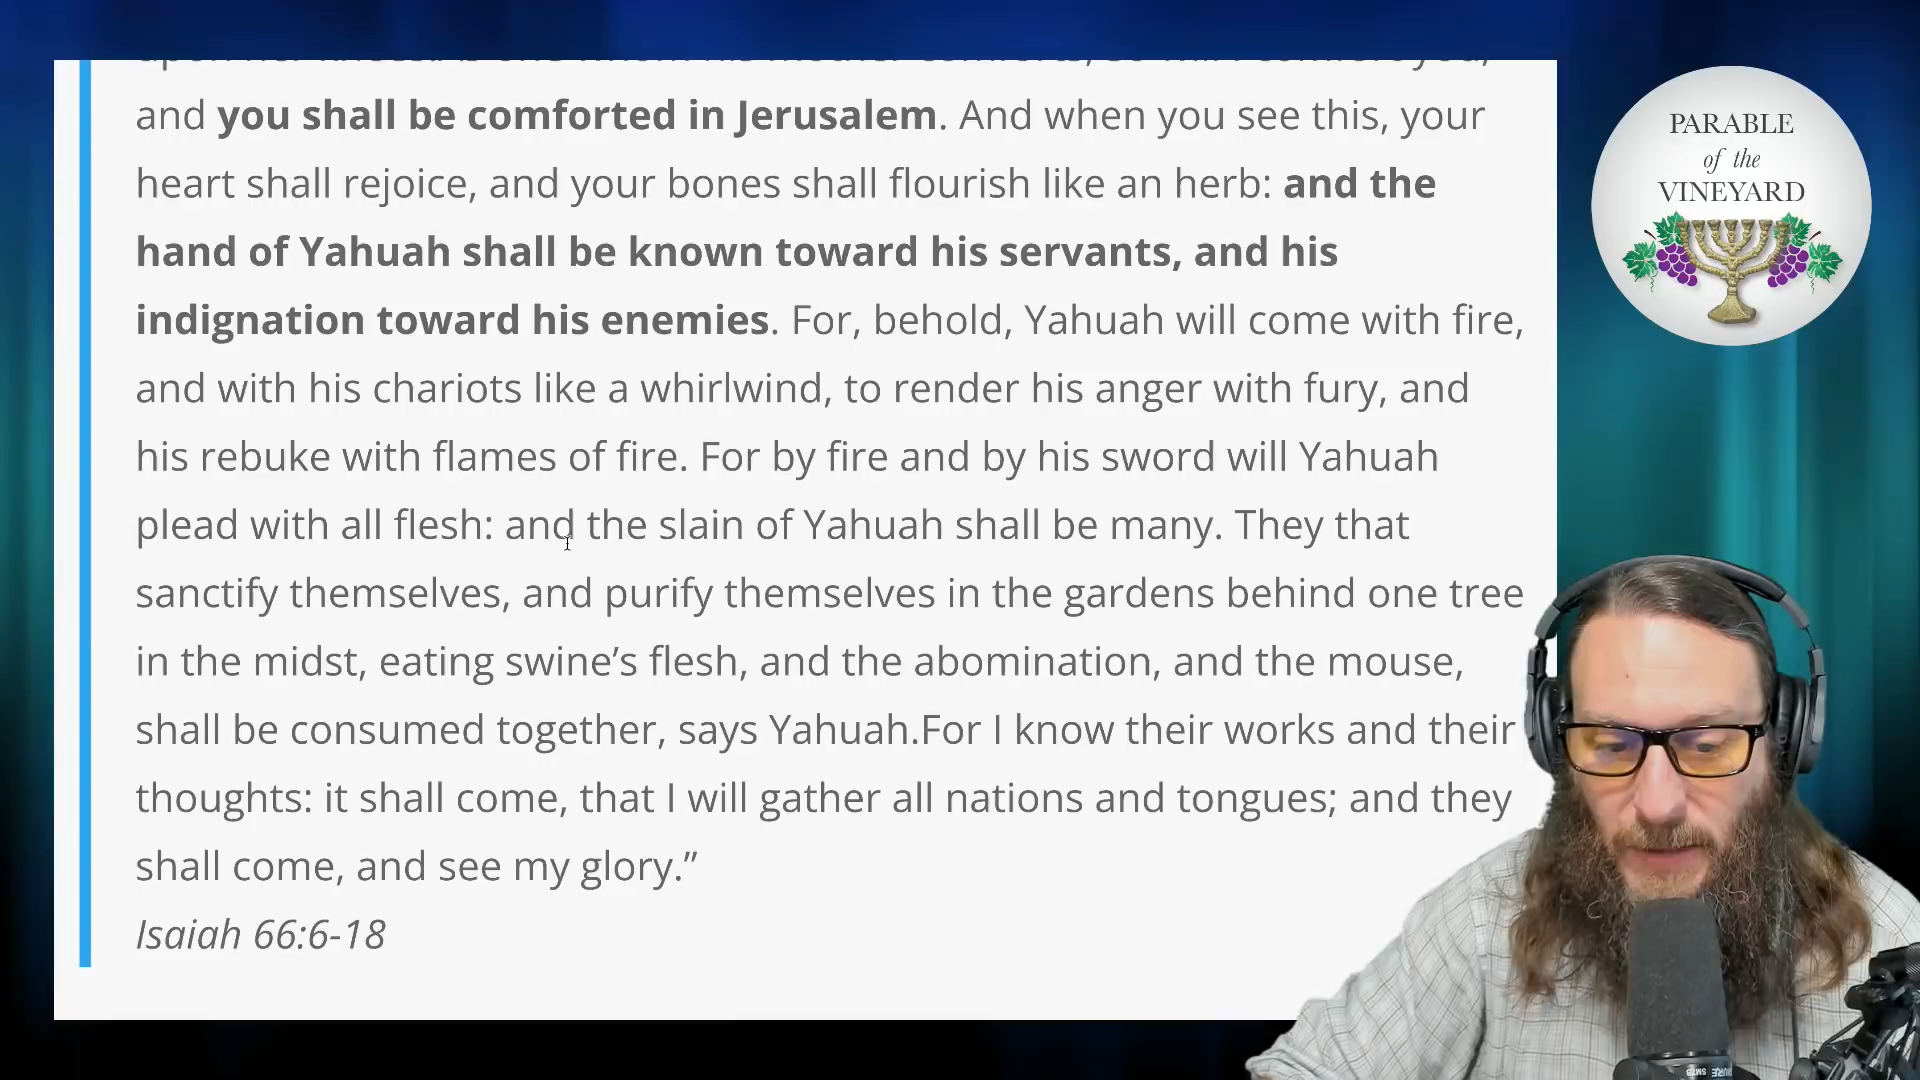 and you shall be comforted in Jerusalem. And when you see this, your
heart shall rejoice, and your bones shall flourish like an herb: and the
hand of Yahuah shall be known toward his servants, and his
indignation toward his enemies. For, behold, Yahuah will come with fire,
and with his chariots like a whirlwind, to render his anger with fury, and
his rebuke with flames of fire. For by fire and by his sword will Yahuah
plead with all flesh: and the slain of Yahuah shall be many. They that
sanctify themselves, and purify themselves in the gardens behind one tree
in the midst, eating swine’s flesh, and the abomination, and the mouse,
shall be consumed together, says Yahuah.For I know their works and their
thoughts: it shall come, that I will gather all nations and tongues; and they
shall come, and see my glory.”
Isaiah 66:6-18
PARABLE
of the
VINEYARD